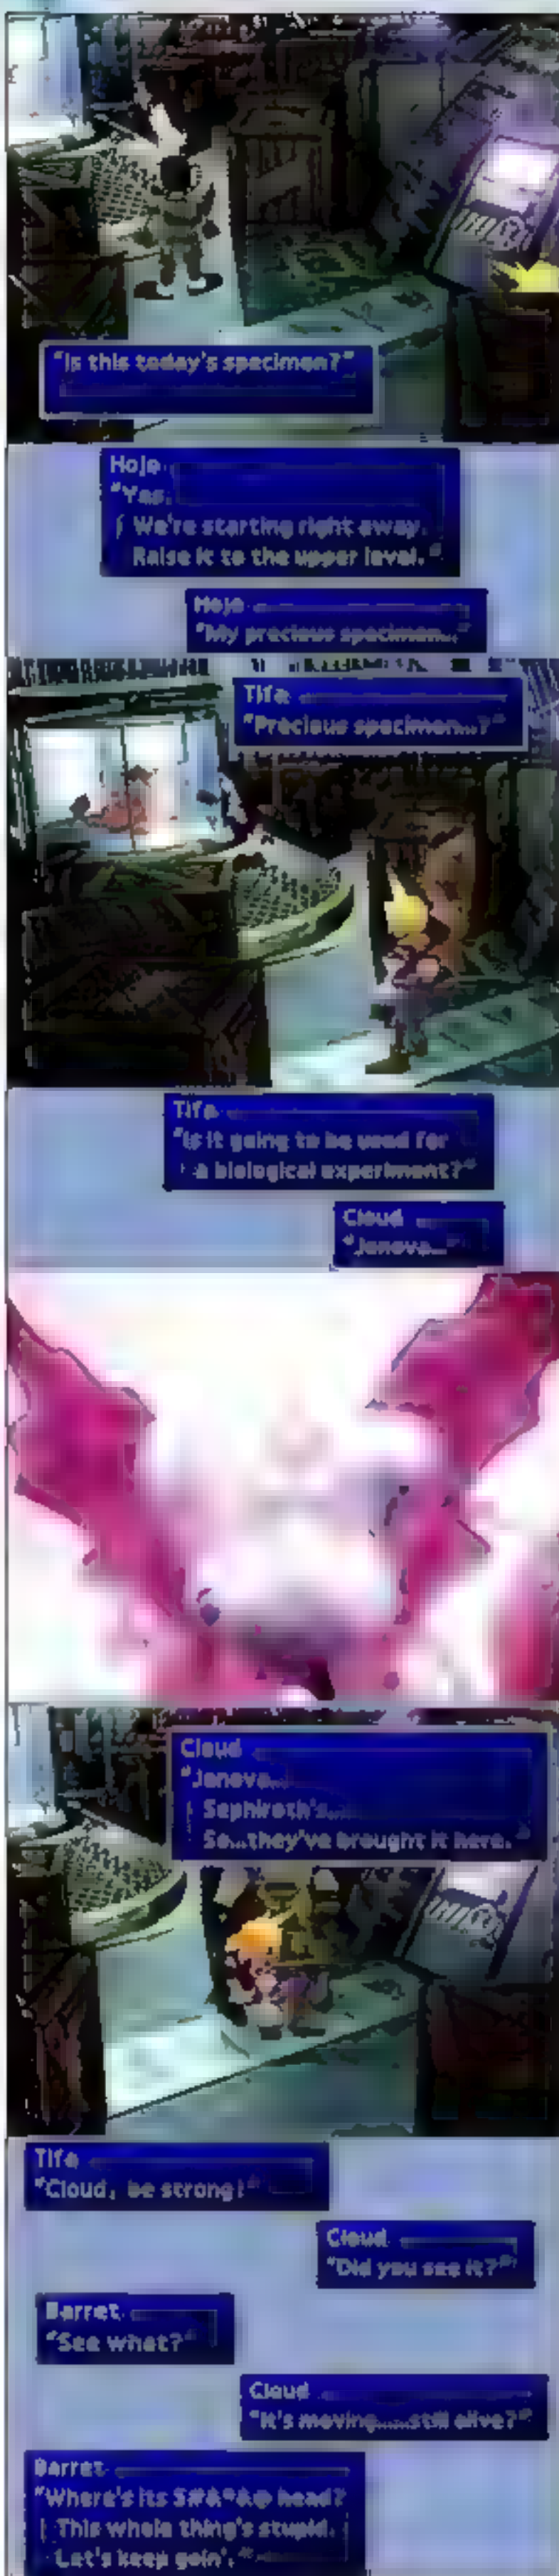 "Is this today's specimen?"
Hojo
"Yes.
We're starting right away.
Raise it to the upper level."
Hojo
"My precious specimen..."
Tifa
"Precious specimen...?"
Tifa
"Is it going to be used for
a biological experiment?"
Cloud
"Jenova..."
Cloud
"Jenova...
Sephiroth's...
So...they've brought it here."
Tifa
"Cloud, be strong!"
Cloud
"Did you see it?"
Barret
"See what?"
Cloud
"It's moving......still alive?"
Barret
"Where's its $#&^&@ head?
This whole thing's stupid.
Let's keep goin'."